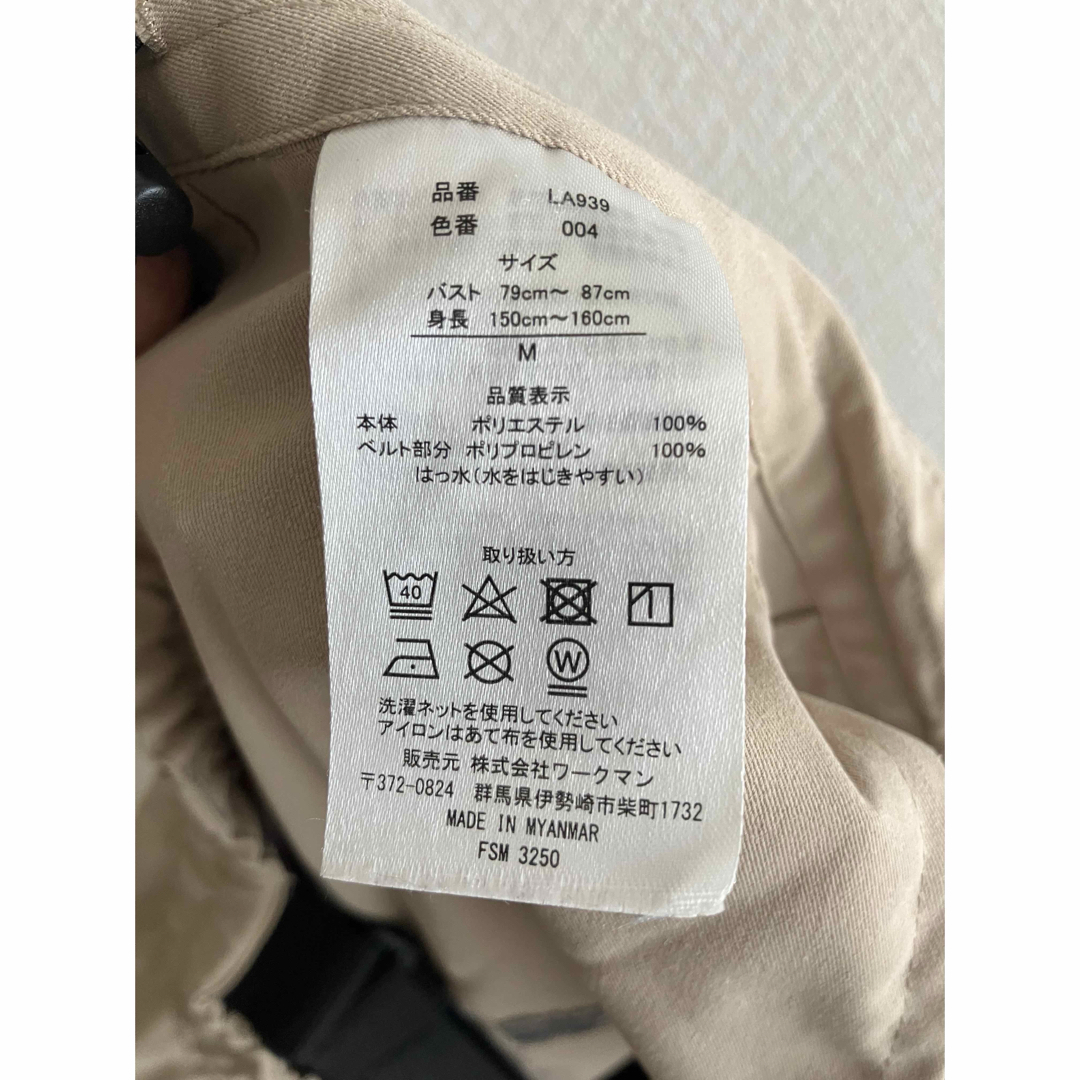 品番 LA939
色番 004
サイズ
バスト 79cm～ 87cm
身長 150cm～160cm
M
品質表示
本体 ポリエステル 100%
ベルト部分 ポリプロピレン 100%
はっ水(水をはじきやすい)
取り扱い方
40
W
洗濯ネットを使用してください
アイロンはあて布を使用してください
販売元 株式会社ワークマン
〒372-0824 群馬県伊勢崎市柴町1732
MADE IN MYANMAR
FSM 3250